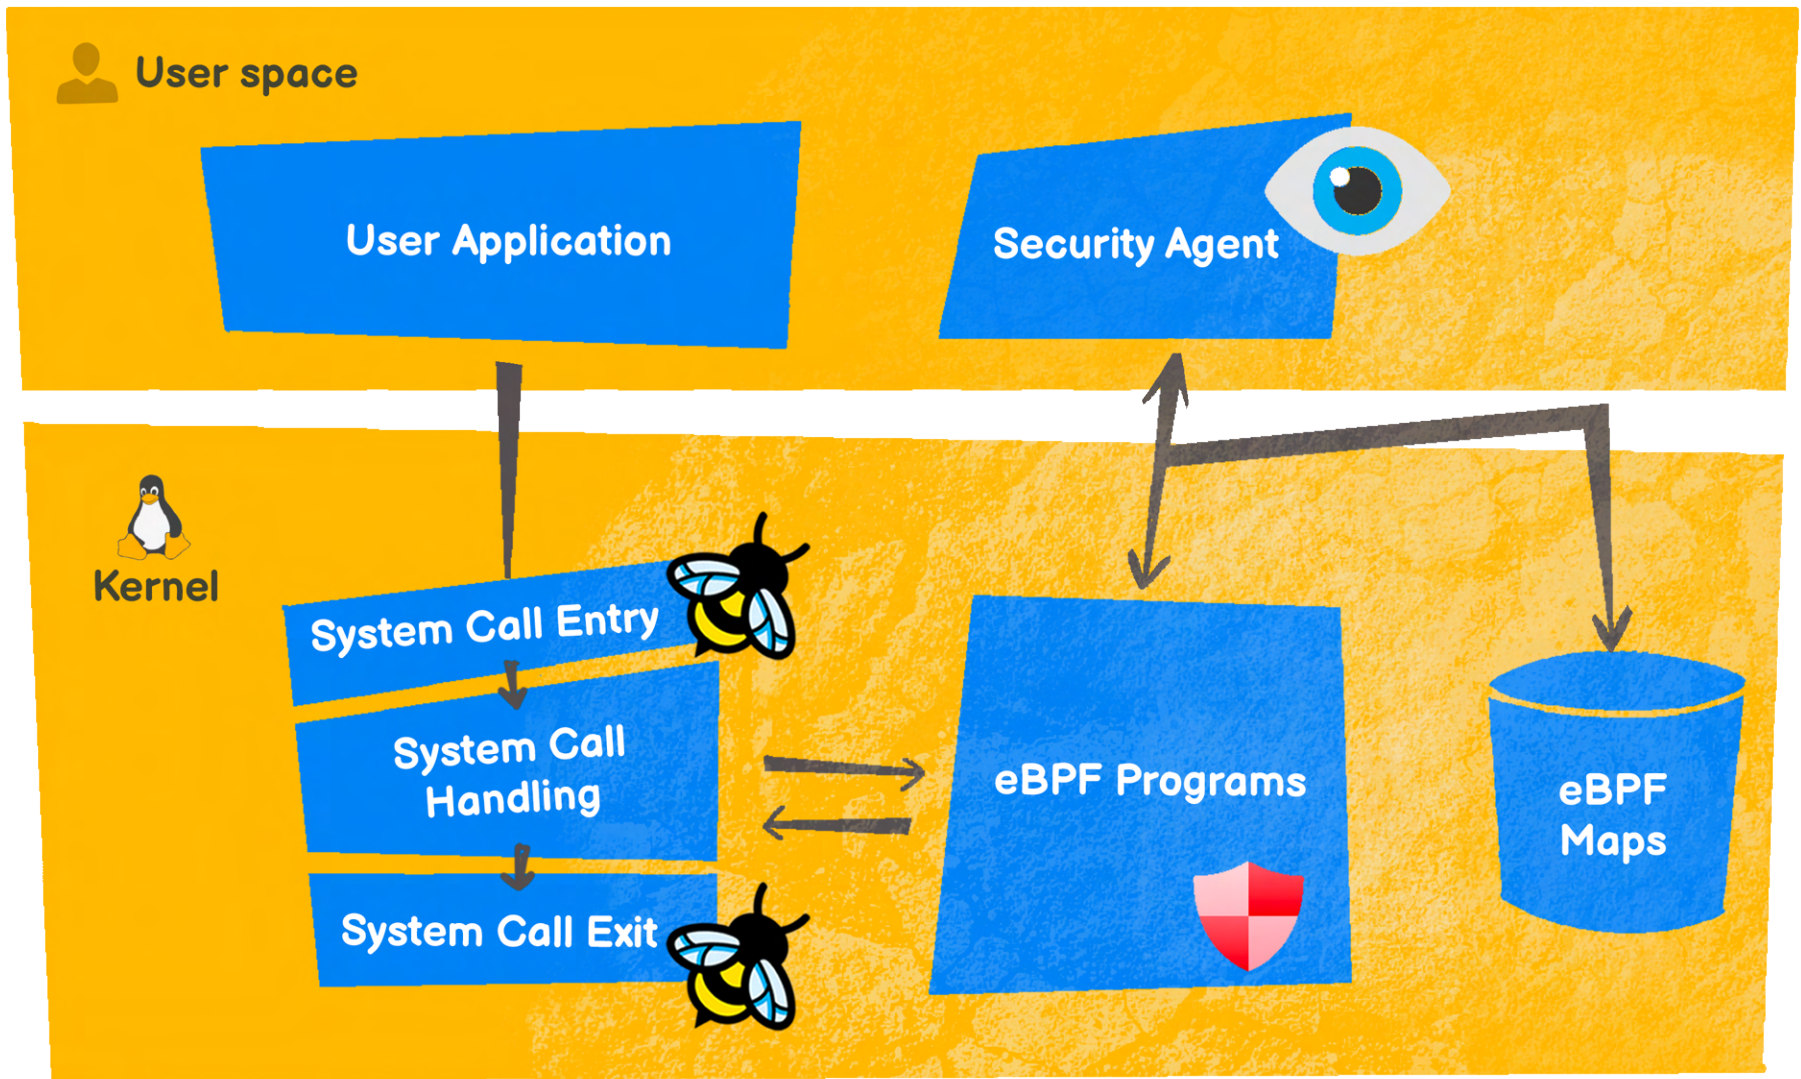 User space
User Application
Security Agent
Kernel
System Call Entry
System Call
Handling
System Call Exit
eBPF Programs
eBPF
Maps